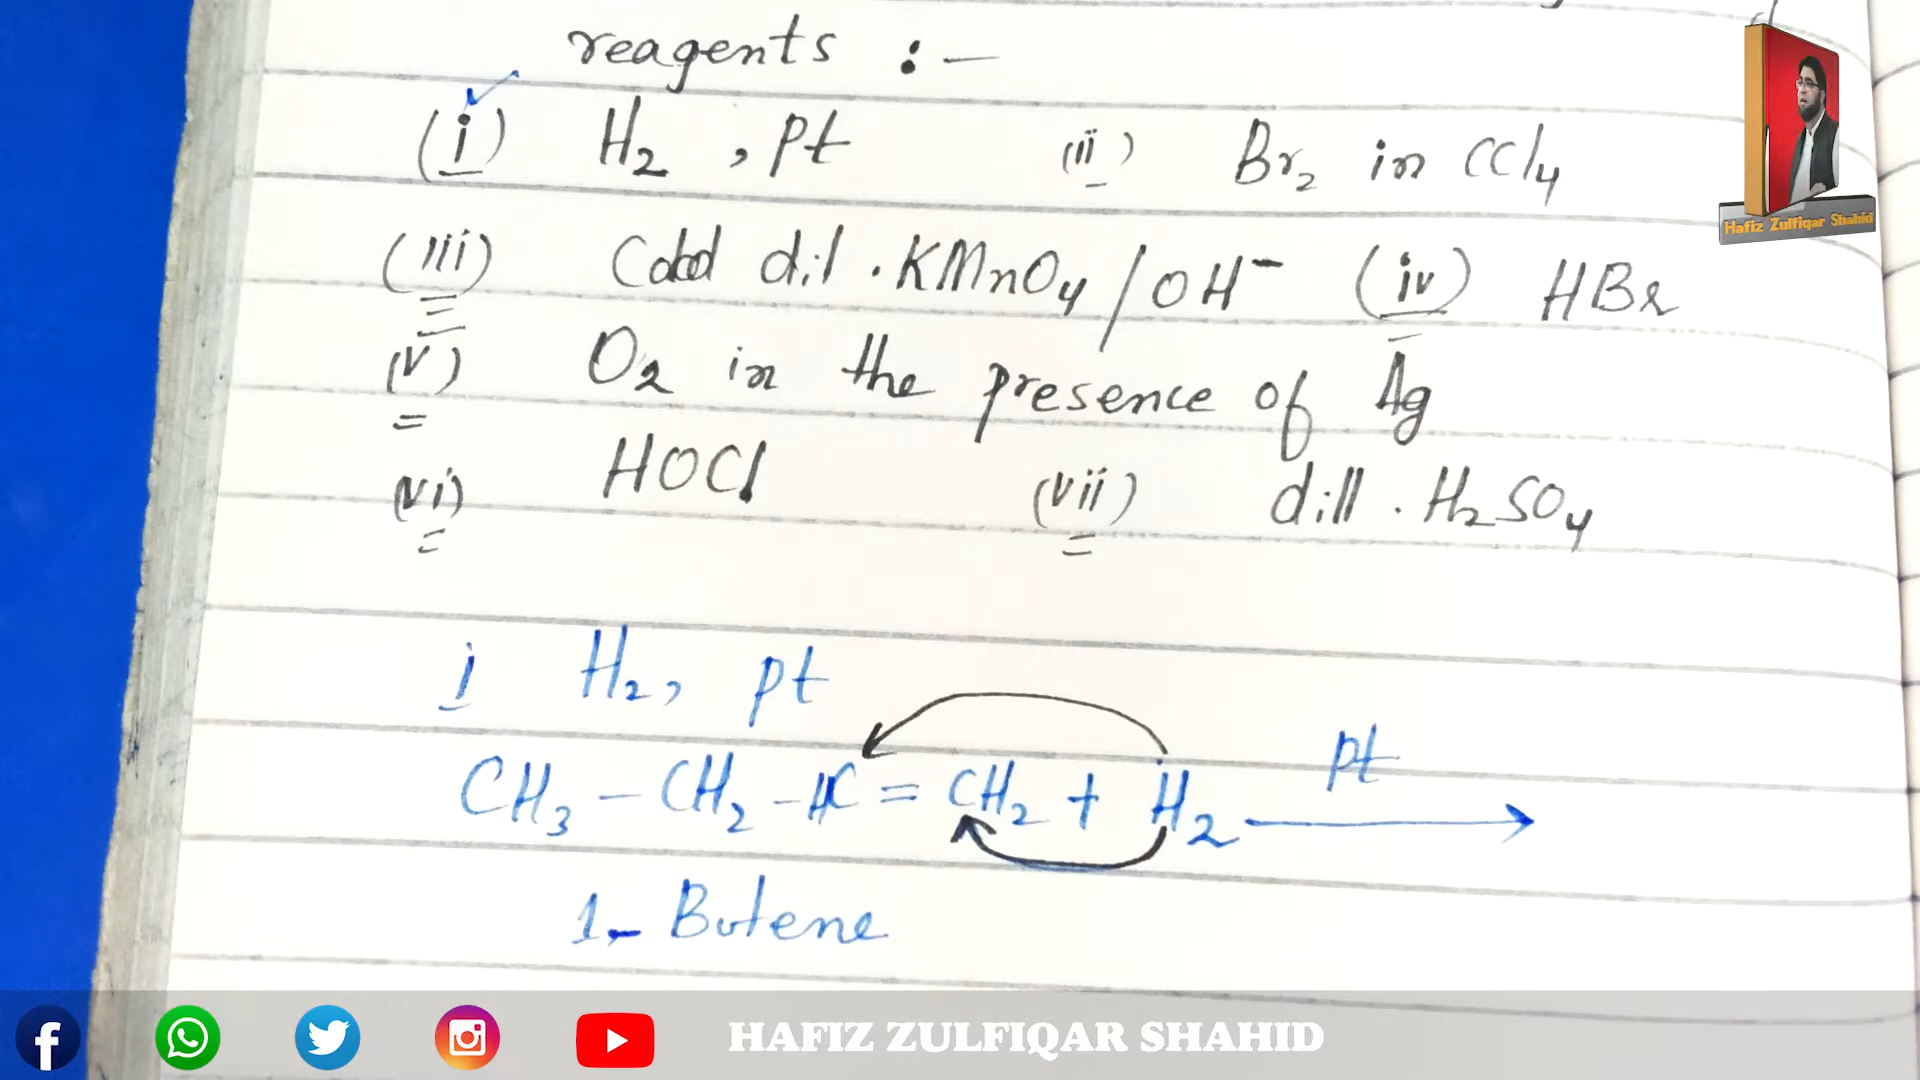 reagents :-
(i) H₂, pt (ii) Br₂ in CCl₄
Hafiz Zulfiqar Shahid
(iii) Cold dil. KMnO₄/OH⁻ (iv) HBr
(v) O₂ in the presence of Ag
(vi) HOCl (vii) dill. H₂SO₄
i H₂, pt
pt
CH₃-CH₂-HC=CH₂ + H₂ →
1-Butene
HAFIZ ZULFIQAR SHAHID